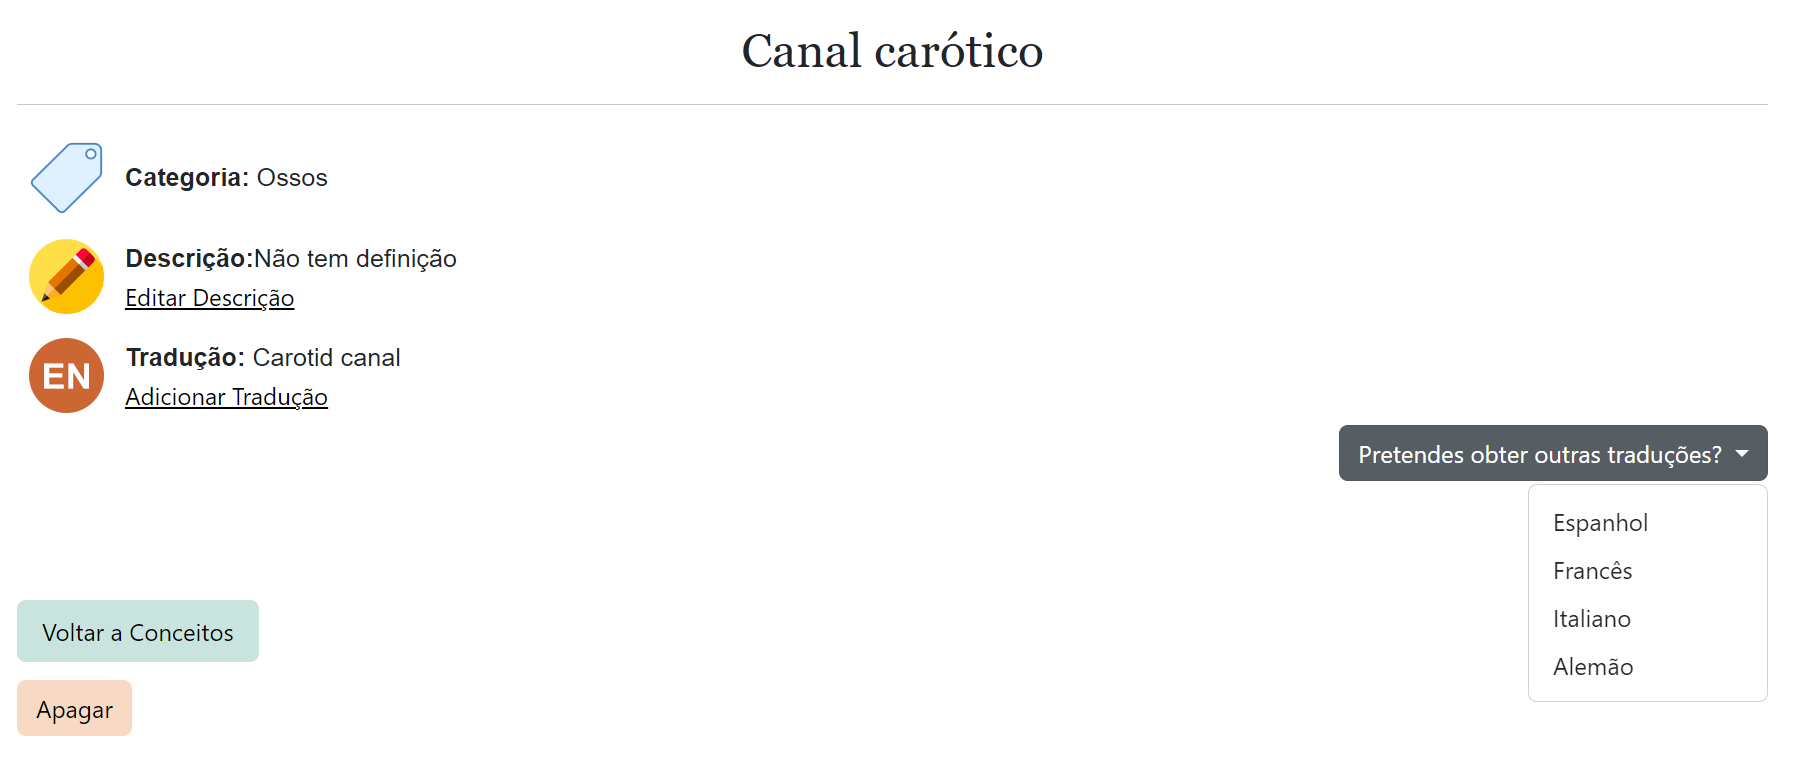 Canal carótico
Categoria: Ossos
Descrição:Não tem definição
Editar Descrição
EN
Tradução: Carotid canal
Adicionar Tradução
Pretendes obter outras traduções?
Espanhol
Francês
Italiano
Alemão
Voltar a Conceitos
Apagar